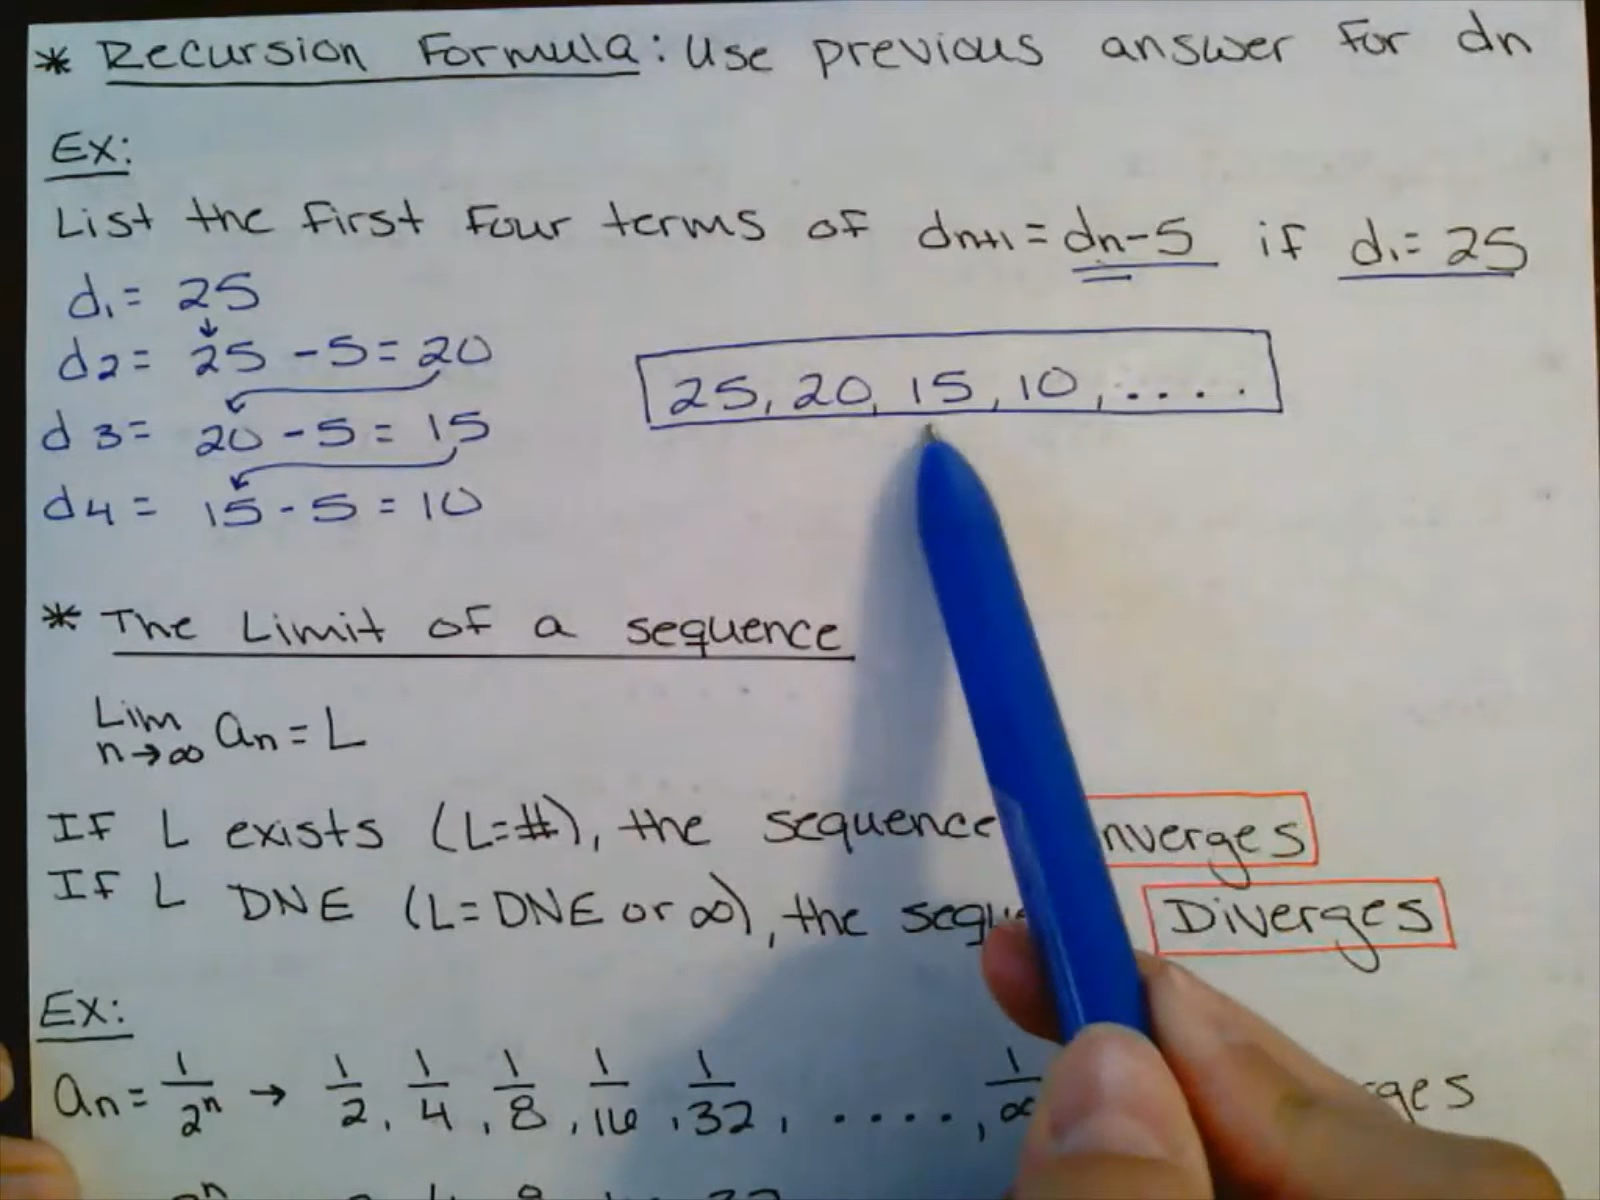 * Recursion Formula: Use previous answer for dn
Ex:
List the first four terms of dn+1 = dn-5 if d1 = 25
d1 = 25
d2 = 25 - 5 = 20
25, 20, 15, 10, ....
d3 = 20 - 5 = 15
d4 = 15 - 5 = 10
* The Limit of a sequence
Lim n→∞ an = L
If L exists (L=#), the sequence
If L DNE (L=DNE or ∞), the Diverges
Ex:
an = 1/2^n → 1/2, 1/4, 1/8, 1/16, 1/32, ...., 1/∞